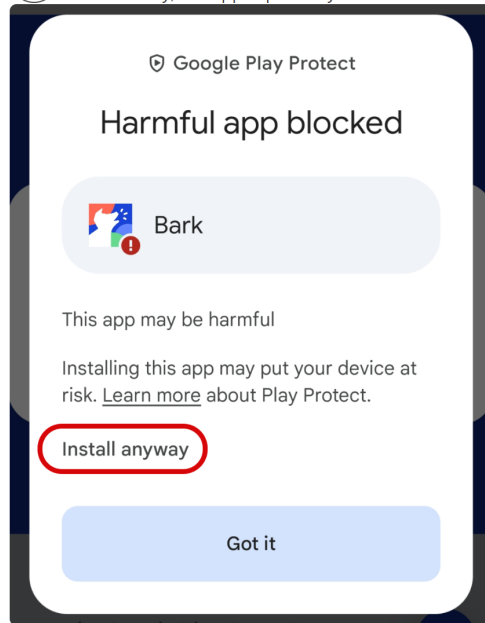 Google Play Protect
Harmful app blocked
Bark
This app may be harmful
Installing this app may put your device at
risk. Learn more about Play Protect.
Install anyway
Got it